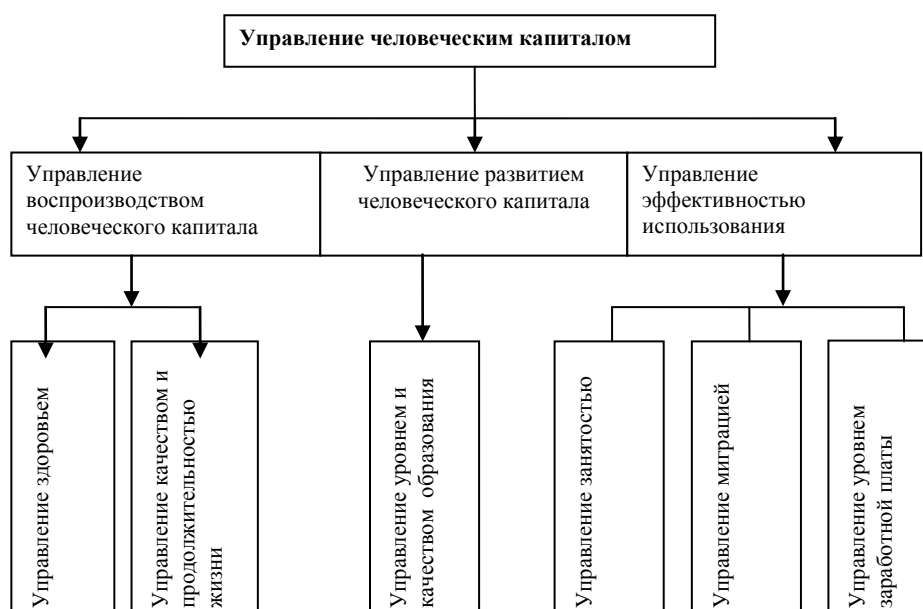 Управление человеческим капиталом
Управление
воспроизводством
человеческого капитала
Управление развитием
человеческого капитала
Управление
эффективностью
использования
Управление здоровьем
Управление качеством и
продолжительностью
жизни
Управление уровнем и
качеством образования
Управление занятостью
Управление миграцией
Управление уровнем
заработной платы